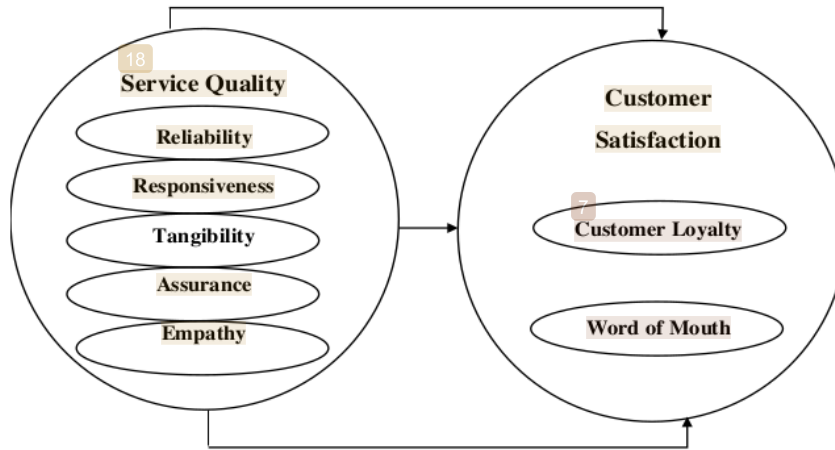 18
Service Quality
Reliability
Responsiveness
Tangibility
Assurance
Empathy
Customer
Satisfaction
7
Customer Loyalty
Word of Mouth